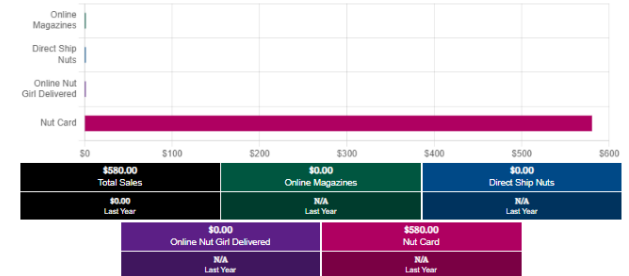 Online
Magazines
Direct Ship
Nuts
Online Nut
Girl Delivered
Nut Card
$0 $100 $200 $300 $400 $500 $600
$580.00 $0.00 $0.00
Total Sales Online Magazines Direct Ship Nuts
$0.00 N/A N/A
Last Year Last Year Last Year
$0.00 $580.00
Online Nut Girl Delivered Nut Card
N/A N/A
Last Year Last Year